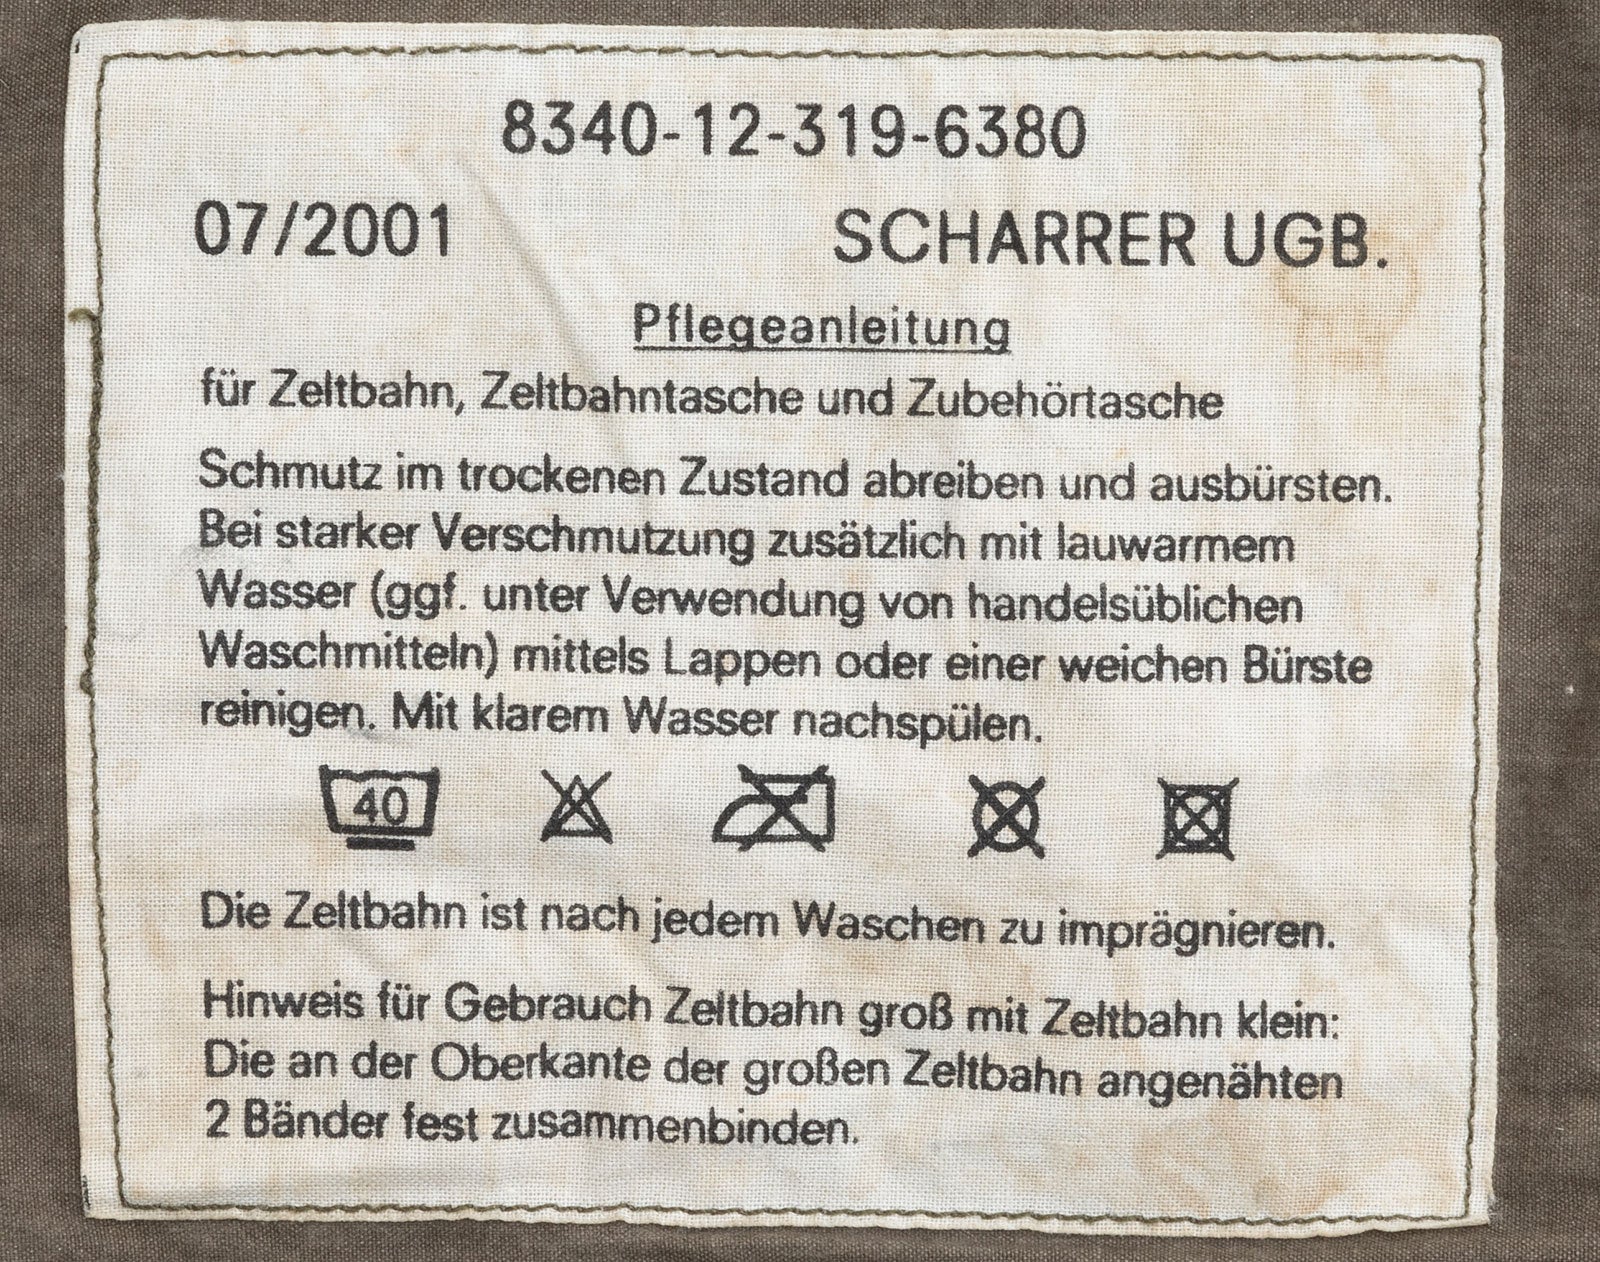 8340-12-319-6380
07/2001 SCHARRER UGB.
Pflegeanleitung
für Zeltbahn, Zeltbahntasche und Zubehörtasche
Schmutz im trockenen Zustand abreiben und ausbürsten.
Bei starker Verschmutzung zusätzlich mit lauwarmem
Wasser (ggf. unter Verwendung von handelsüblichen
Waschmitteln) mittels Lappen oder einer weichen Bürste
reinigen. Mit klarem Wasser nachspülen.
40
Die Zeltbahn ist nach jedem Waschen zu imprägnieren.
Hinweis für Gebrauch Zeltbahn groß mit Zeltbahn klein:
Die an der Oberkante der großen Zeltbahn angenähten
2 Bänder fest zusammenbinden.